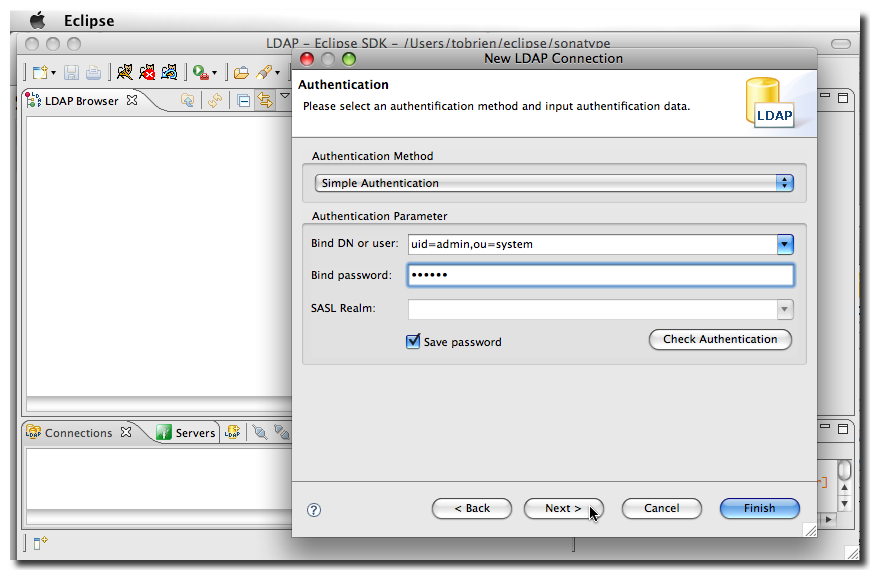 Eclipse
LDAP - Eclipse SDK - /Users/tobrien/eclipse/sonatype
New LDAP Connection
Authentication
Please select an authentification method and input authentification data.
LDAP
LDAP Browser
Authentication Method
Simple Authentication
Authentication Parameter
Bind DN or user: uid=admin,ou=system
Bind password: ••••••
SASL Realm:
Save password
Check Authentication
Connections
Servers
LDAP
? < Back Next > Cancel Finish